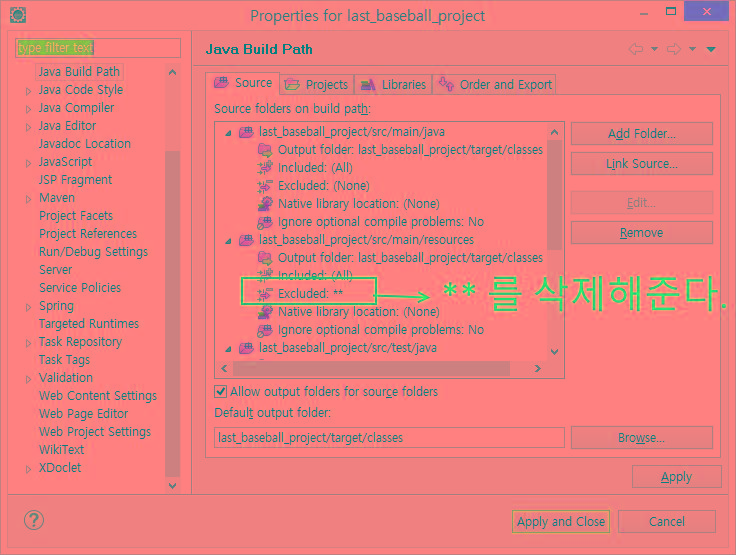 Properties for last_baseball_project
type filter text
Java Build Path
Java Code Style
Java Compiler
Java Editor
Javadoc Location
JavaScript
JSP Fragment
Maven
Project Facets
Project References
Run/Debug Settings
Server
Service Policies
Spring
Targeted Runtimes
Task Repository
Task Tags
Validation
Web Content Settings
Web Page Editor
Web Project Settings
WikiText
XDoclet
Java Build Path
Source Projects Libraries Order and Export
Source folders on build path:
last_baseball_project/src/main/java
Output folder: last_baseball_project/target/classes
Included: (All)
Excluded: (None)
Native library location: (None)
Ignore optional compile problems: No
last_baseball_project/src/main/resources
Output folder: last_baseball_project/target/classes
Included: (All)
Excluded: **
Native library location: (None)
Ignore optional compile problems: No
last_baseball_project/src/test/java
** 를 삭제해준다.
Add Folder...
Link Source...
Edit...
Remove
Allow output folders for source folders
Default output folder:
last_baseball_project/target/classes
Browse...
Apply
Apply and Close
Cancel